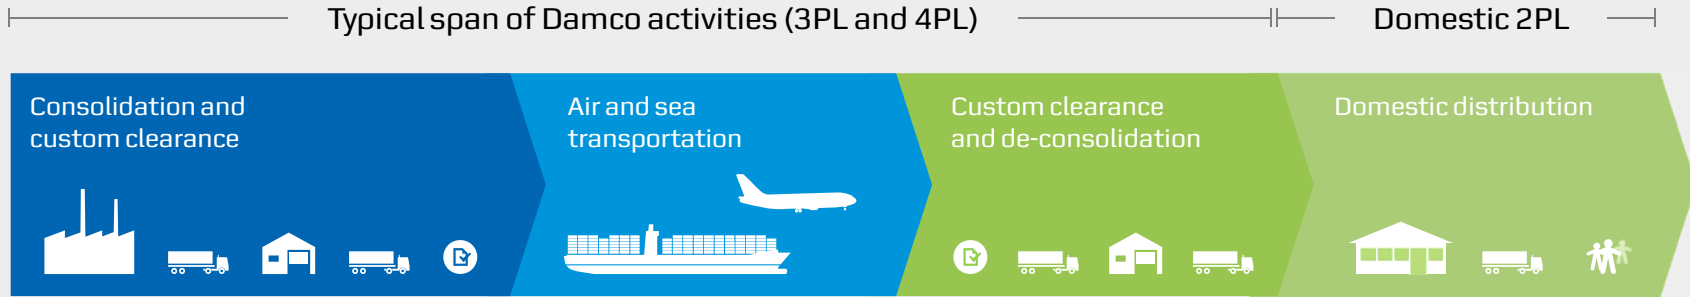 Typical span of Damco activities (3PL and 4PL)
Domestic 2PL
Consolidation and
custom clearance
Air and sea
transportation
Custom clearance
and de-consolidation
Domestic distribution